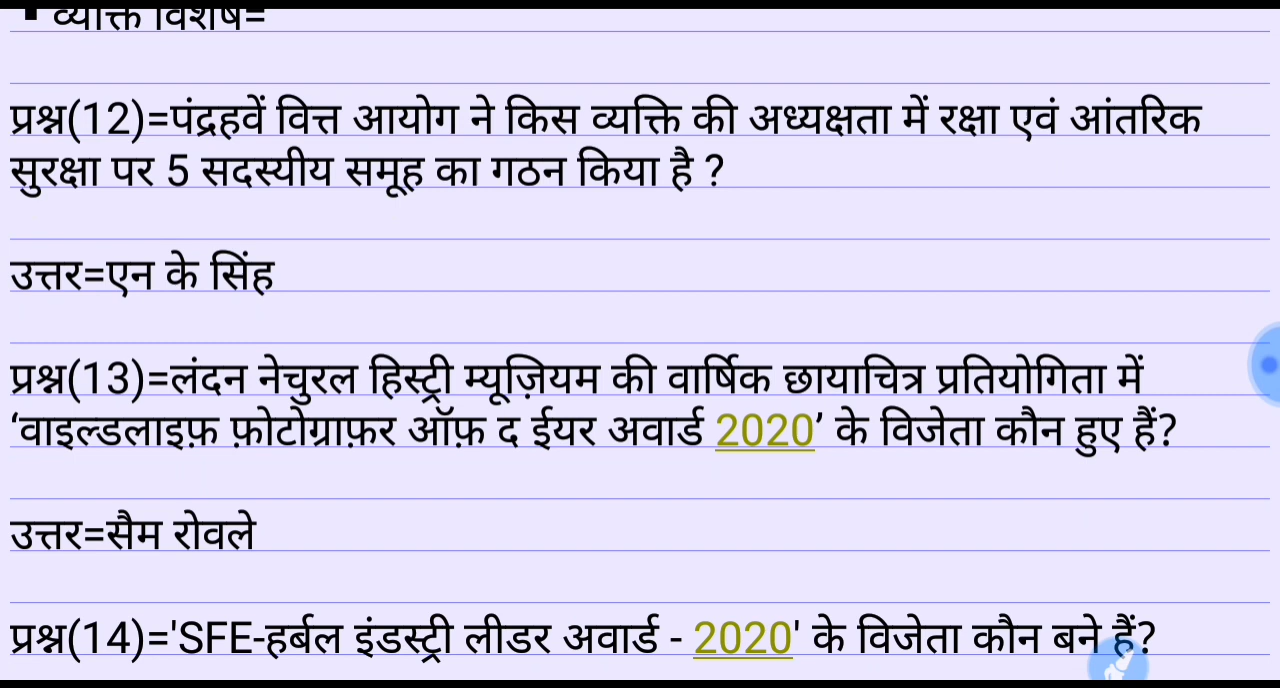 ▪ व्यक्ति विशेष=
प्रश्न(12)=पंद्रहवें वित्त आयोग ने किस व्यक्ति की अध्यक्षता में रक्षा एवं आंतरिक
सुरक्षा पर 5 सदस्यीय समूह का गठन किया है ?
उत्तर=एन के सिंह
प्रश्न(13)=लंदन नेचुरल हिस्ट्री म्यूज़ियम की वार्षिक छायाचित्र प्रतियोगिता में
‘वाइल्डलाइफ़ फ़ोटोग्राफ़र ऑफ़ द ईयर अवार्ड 2020’ के विजेता कौन हुए हैं?
उत्तर=सैम रोवले
प्रश्न(14)='SFE-हर्बल इंडस्ट्री लीडर अवार्ड - 2020' के विजेता कौन बने हैं?